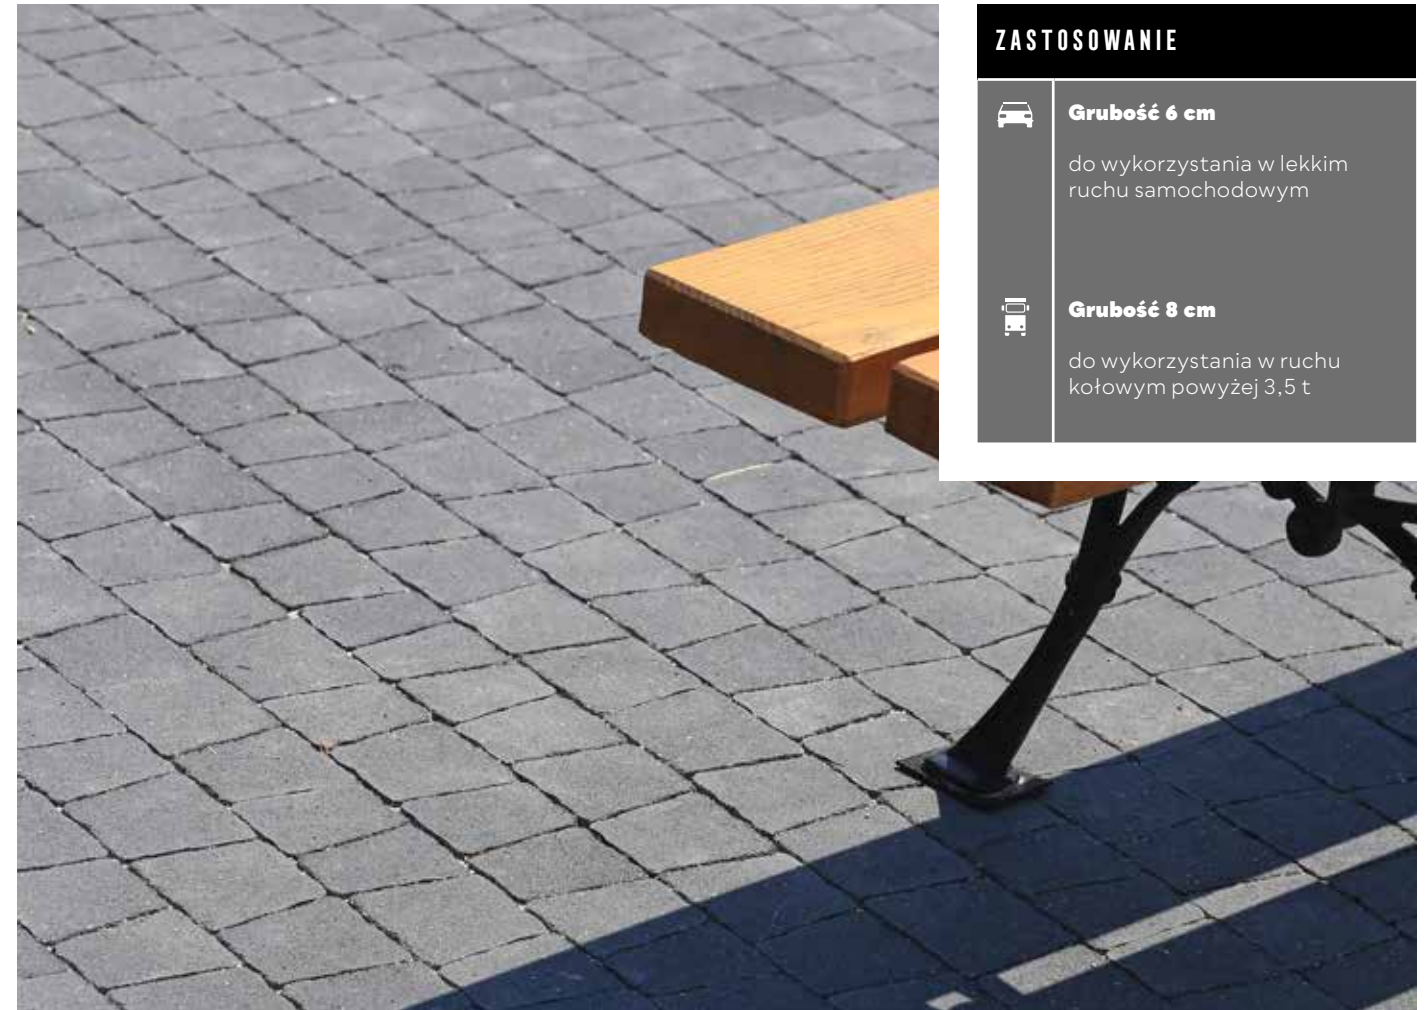 ZASTOSOWANIE
Grubość 6 cm
do wykorzystania w lekkim
ruchu samochodowym
Grubość 8 cm
do wykorzystania w ruchu
kołowym powyżej 3,5 t